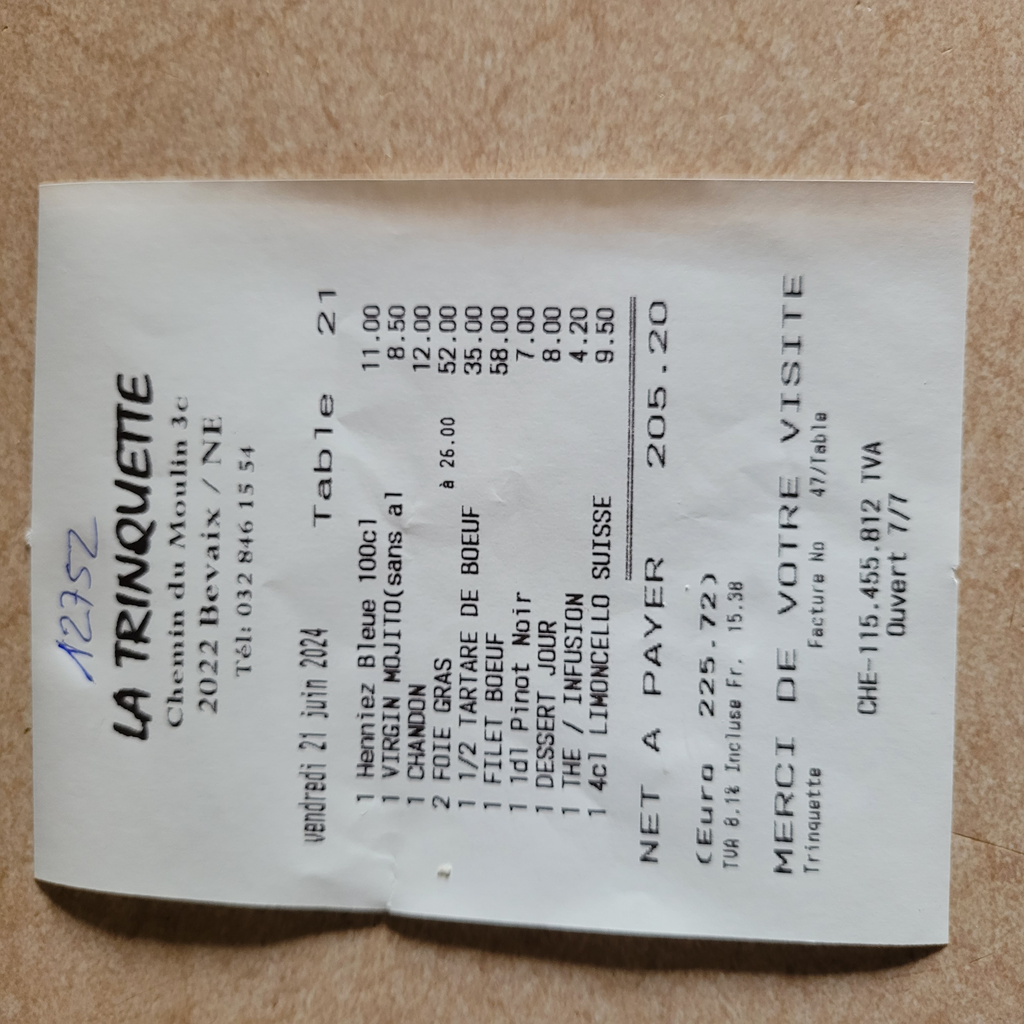 12752
LA TRINQUETTE
Chemin du Moulin 3c
2022 Bevaix / NE
Tél: 032 846 15 54
vendredi 21 juin 2024 Table 21
1 Henniez Bleue 100cl 11.00
1 VIRGIN MOJITO(sans al 8.50
1 CHANDON 12.00
2 FOIE GRAS à 26.00 52.00
1 1/2 TARTARE DE BOEUF 35.00
1 FILET BOEUF 58.00
1 1dl Pinot Noir 7.00
1 DESSERT JOUR 8.00
1 THE / INFUSION 4.20
1 4cl LIMONCELLO SUISSE 9.50
NET A PAYER 205.20
(Euro 225.72)
TVA 8.1% Incluse Fr. 15.38
MERCI DE VOTRE VISITE
Trinquette Facture No 47/Table
CHE-115.455.812 TVA
Ouvert 7/7